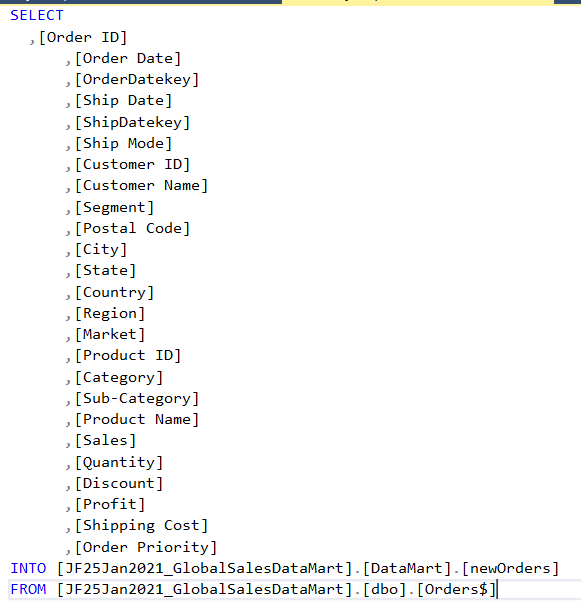 SELECT
,[Order ID]
,[Order Date]
,[OrderDatekey]
,[Ship Date]
,[ShipDatekey]
,[Ship Mode]
,[Customer ID]
,[Customer Name]
,[Segment]
,[Postal Code]
,[City]
,[State]
,[Country]
,[Region]
,[Market]
,[Product ID]
,[Category]
,[Sub-Category]
,[Product Name]
,[Sales]
,[Quantity]
,[Discount]
,[Profit]
,[Shipping Cost]
,[Order Priority]
INTO [JF25Jan2021_GlobalSalesDataMart].[DataMart].[newOrders]
FROM [JF25Jan2021_GlobalSalesDataMart].[dbo].[Orders$]